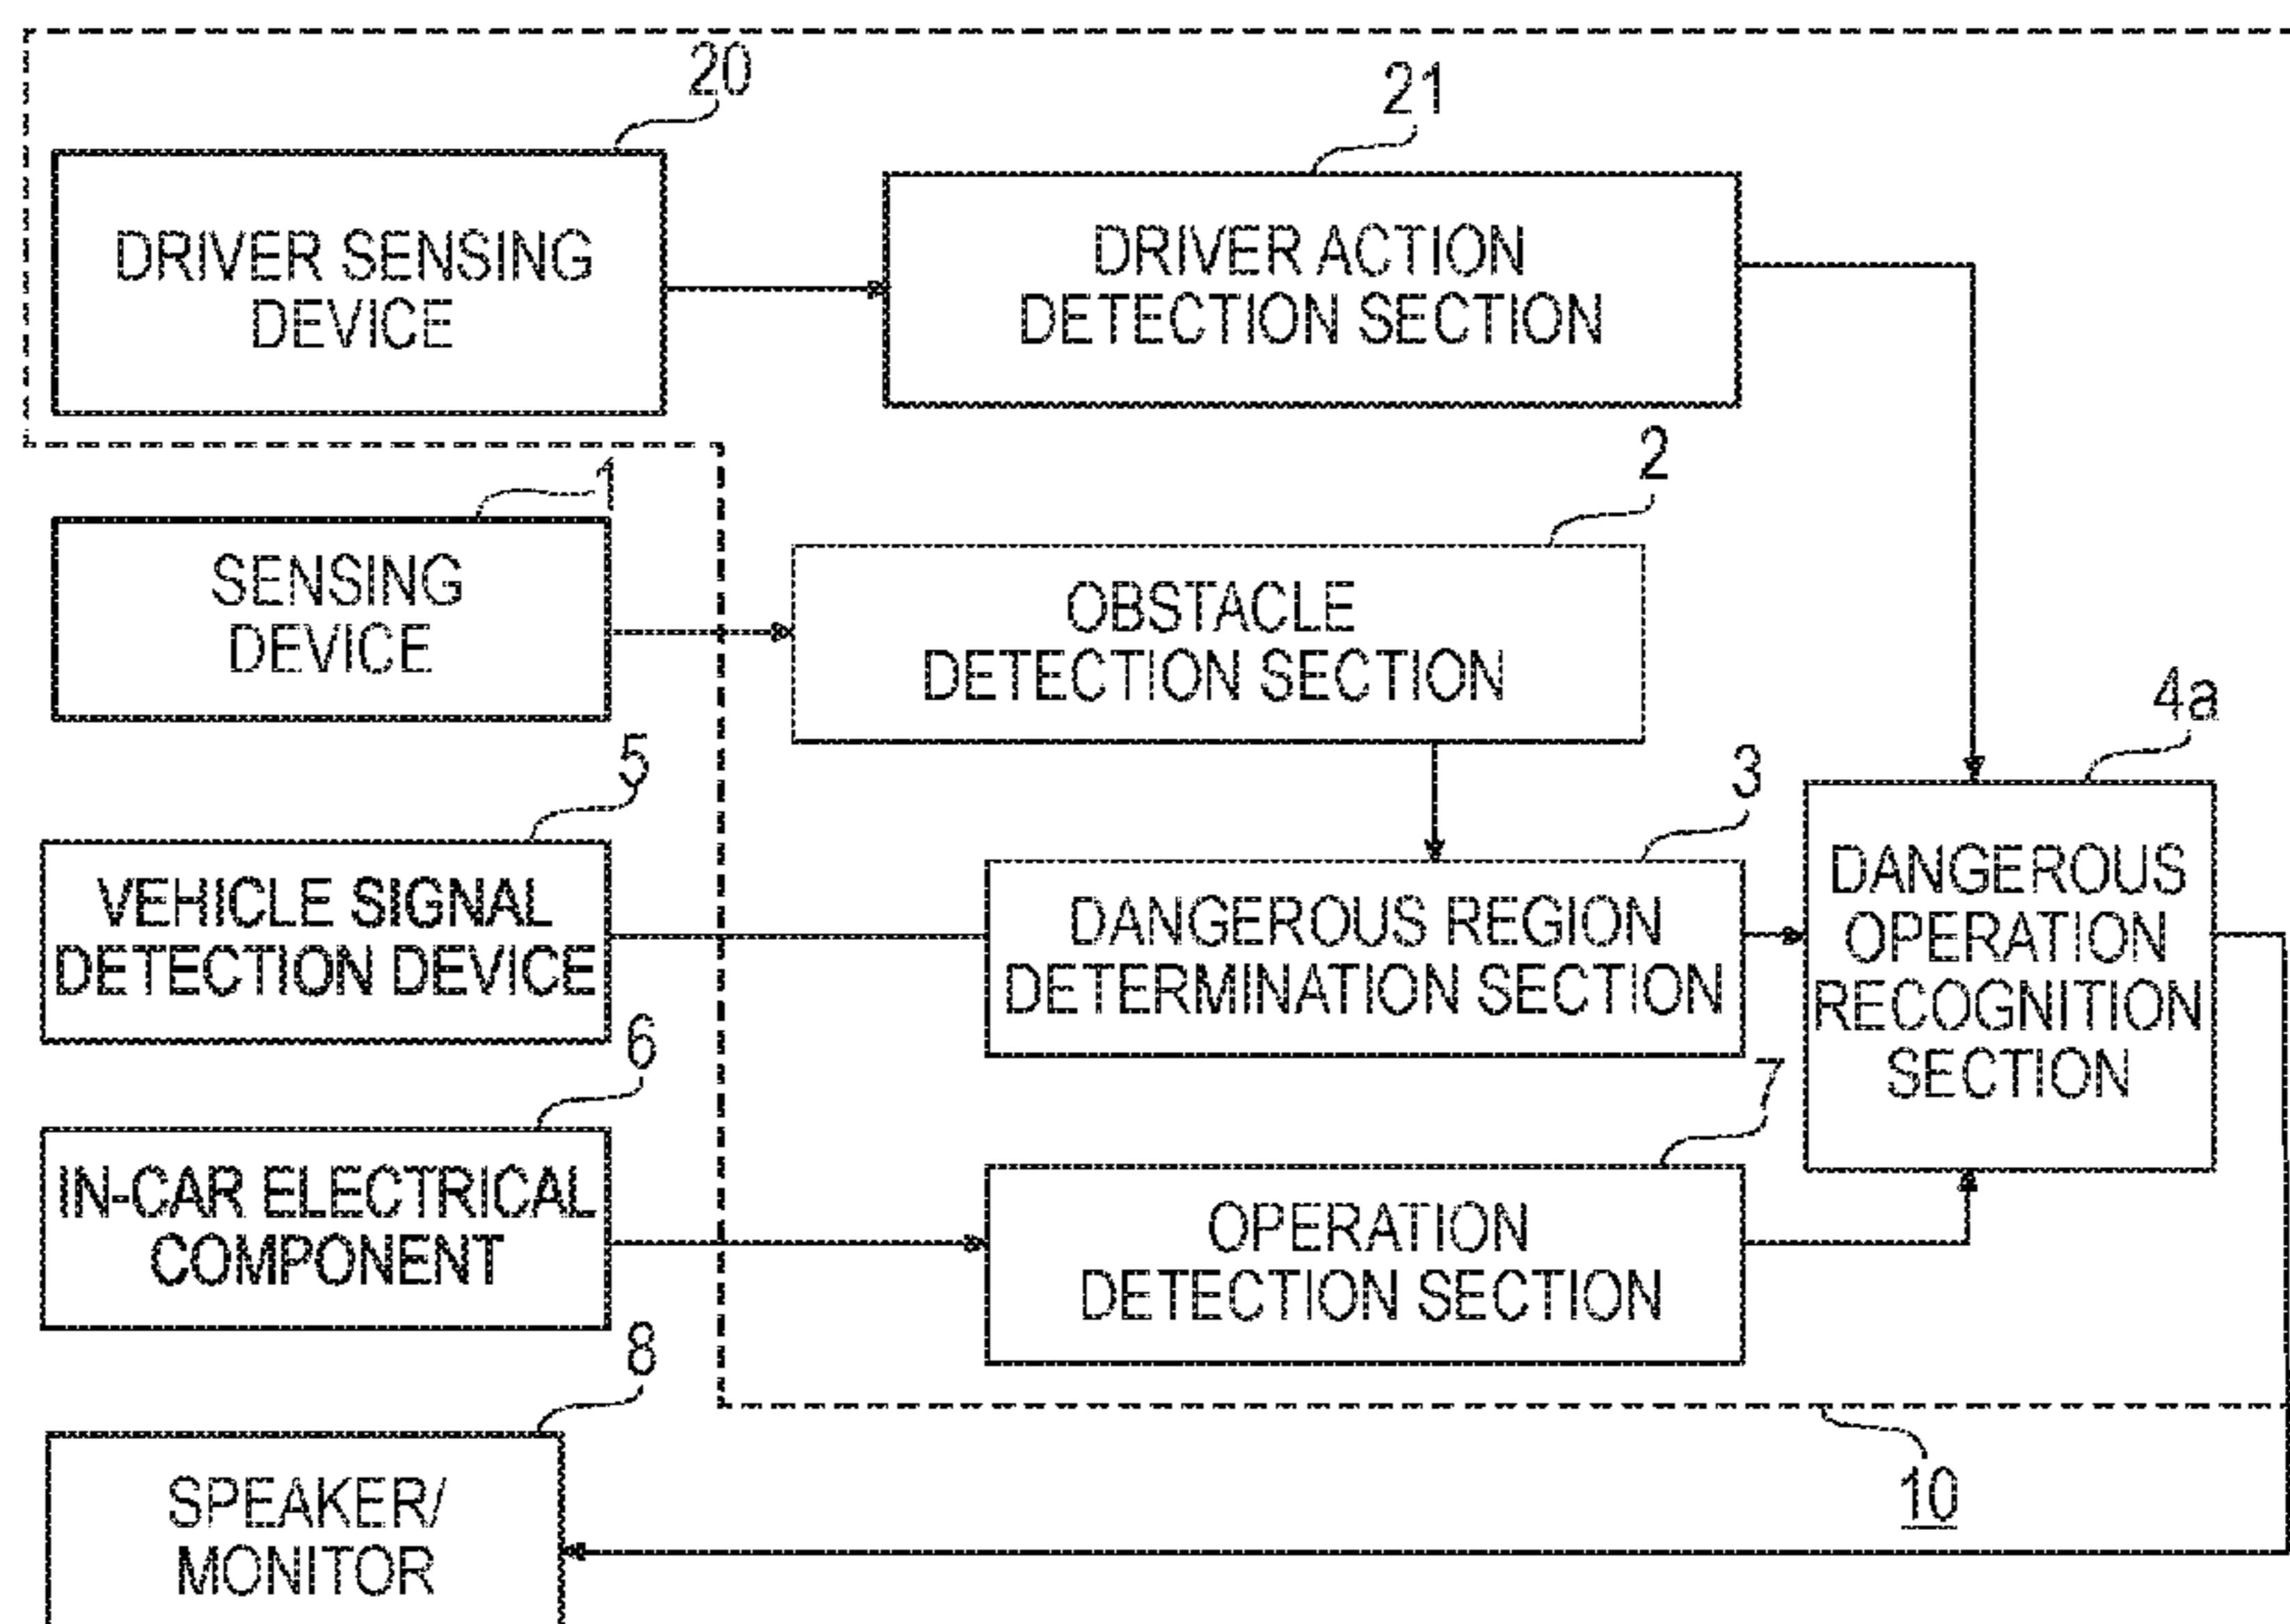 20
21
DRIVER SENSING
DEVICE
DRIVER ACTION
DETECTION SECTION
1
2
SENSING
DEVICE
OBSTACLE
DETECTION SECTION
4a
5
3
VEHICLE SIGNAL
DETECTION DEVICE
DANGEROUS REGION
DETERMINATION SECTION
DANGEROUS
OPERATION
RECOGNITION
SECTION
6
7
IN-CAR ELECTRICAL
COMPONENT
OPERATION
DETECTION SECTION
8
10
SPEAKER/
MONITOR